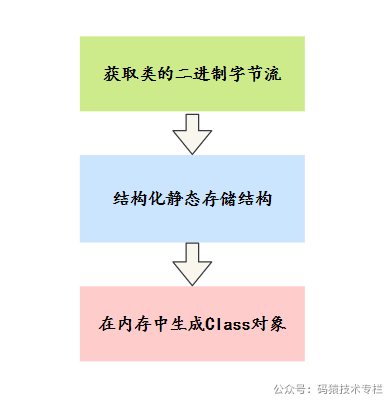 获取类的二进制字节流
结构化静态存储结构
在内存中生成Class对象
公众号：码猿技术专栏